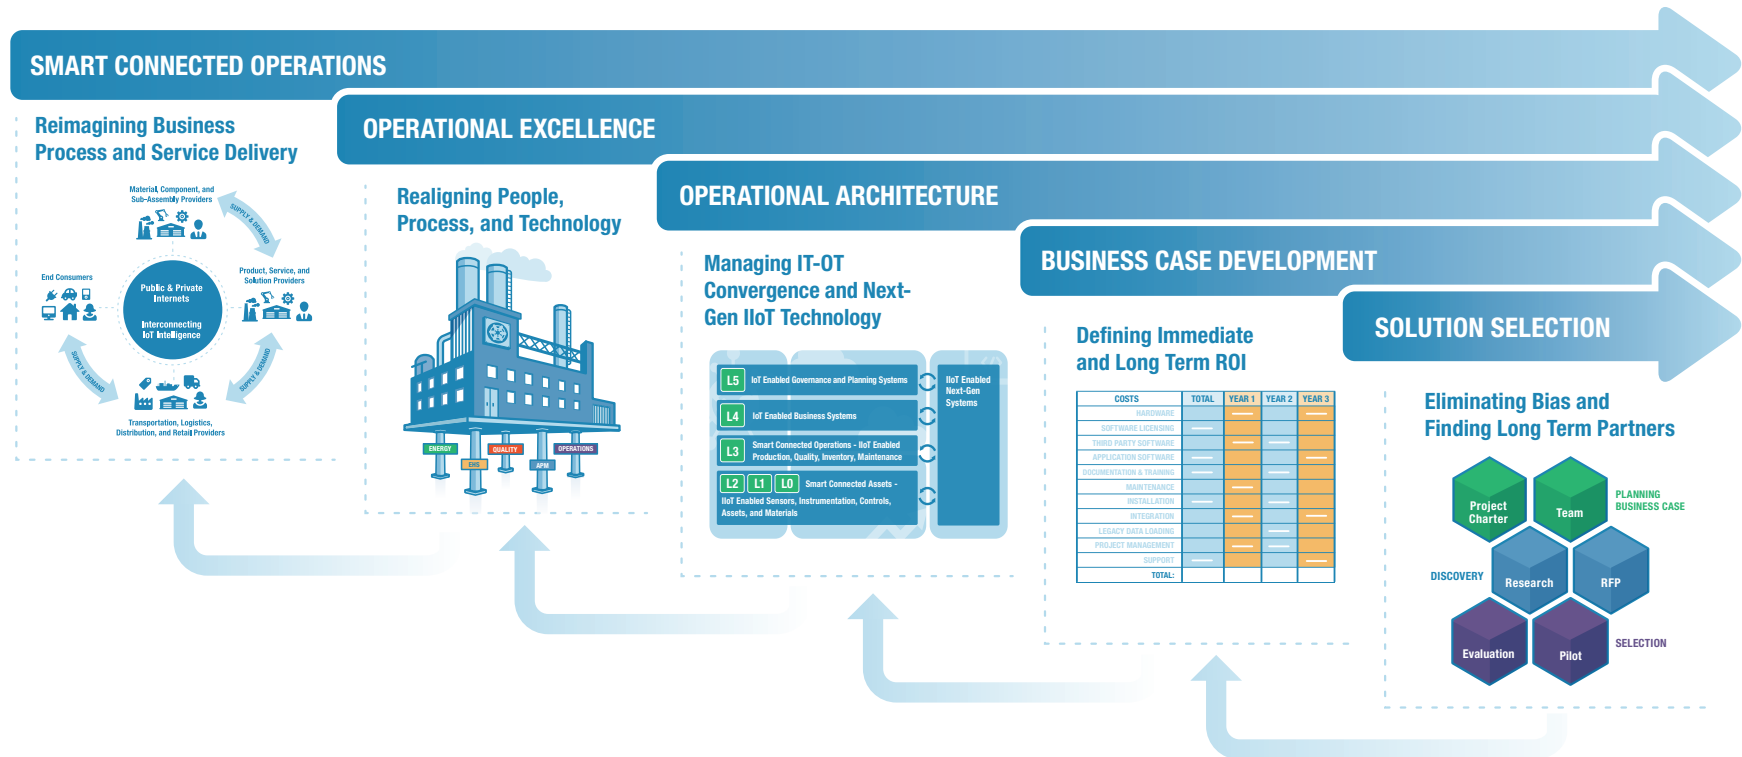 SMART CONNECTED OPERATIONS
Reimagining Business
Process and Service Delivery
Material, Component, and
Sub-Assembly Providers
SUPPLY & DEMAND
End Consumers
Product, Service, and
Solution Providers
Public & Private
Internets
Interconnecting
IoT Intelligence
SUPPLY & DEMAND
SUPPLY & DEMAND
Transportation, Logistics,
Distribution, and Retail Providers
OPERATIONAL EXCELLENCE
Realigning People,
Process, and Technology
ENERGY
EHS
QUALITY
APM
OPERATIONS
OPERATIONAL ARCHITECTURE
Managing IT-OT
Convergence and Next-
Gen IIoT Technology
L5 IoT Enabled Governance and Planning Systems
L4 IoT Enabled Business Systems
L3 Smart Connected Operations - IIoT Enabled
Production, Quality, Inventory, Maintenance
L2 L1 L0 Smart Connected Assets -
IIoT Enabled Sensors, Instrumentation, Controls,
Assets, and Materials
IIoT Enabled
Next-Gen
Systems
BUSINESS CASE DEVELOPMENT
Defining Immediate
and Long Term ROI
COSTS TOTAL YEAR 1 YEAR 2 YEAR 3
HARDWARE
SOFTWARE LICENSING
THIRD PARTY SOFTWARE
APPLICATION SOFTWARE
DOCUMENTATION & TRAINING
MAINTENANCE
INSTALLATION
INTEGRATION
LEGACY DATA LOADING
PROJECT MANAGEMENT
SUPPORT
TOTAL:
SOLUTION SELECTION
Eliminating Bias and
Finding Long Term Partners
Project
Charter
Team
PLANNING
BUSINESS CASE
DISCOVERY
Research
RFP
Evaluation
Pilot
SELECTION